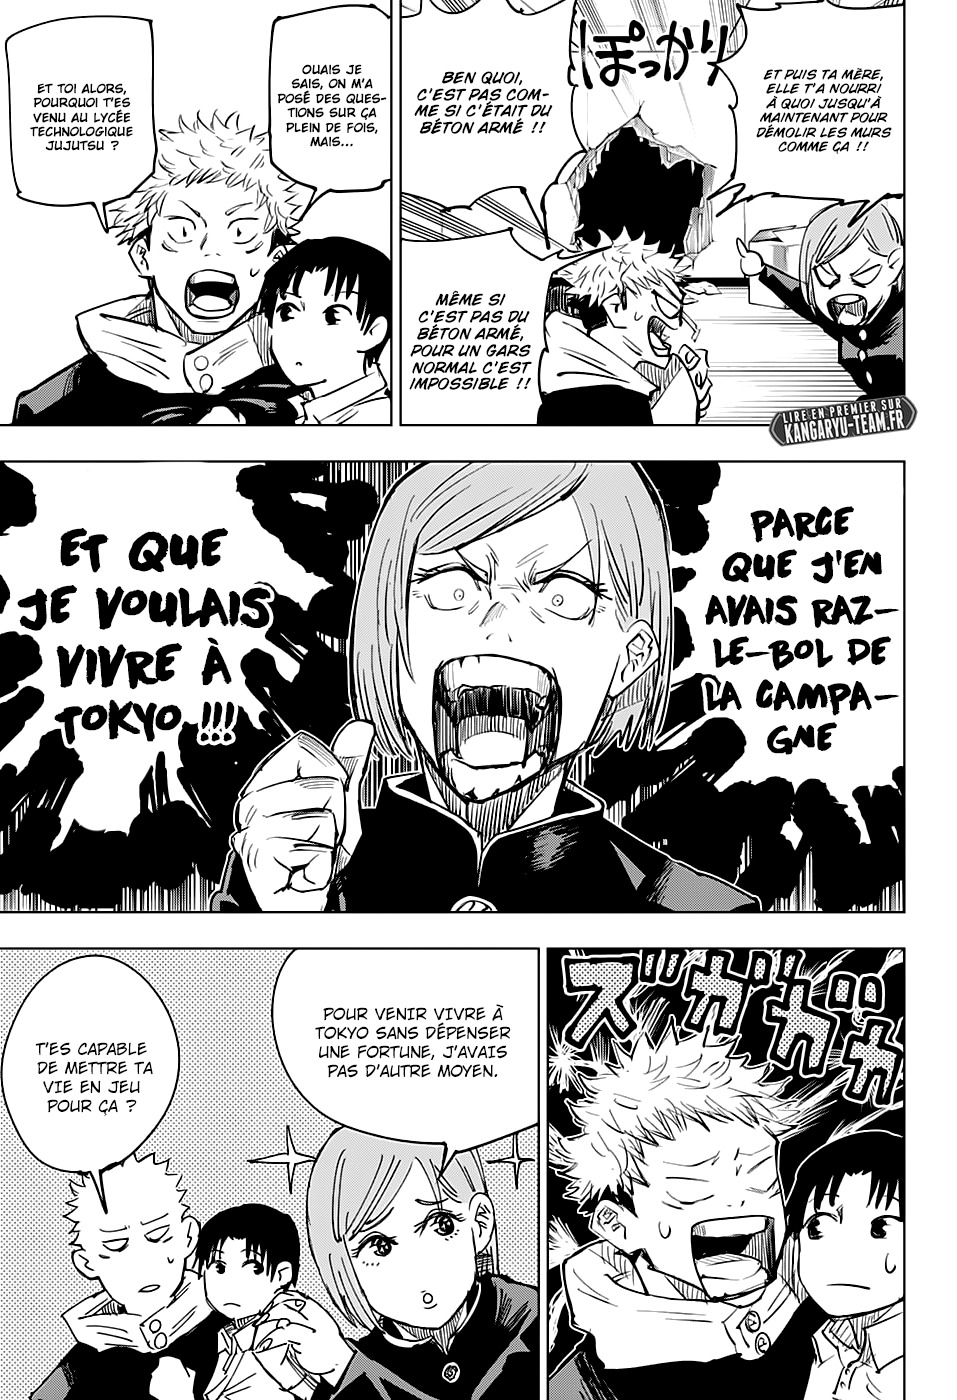 ET PUIS TA MÈRE,
ELLE T'A NOURRI
À QUOI JUSQU'À
MAINTENANT POUR
DÉMOLIR LES MURS
COMME ÇA !!
ぽっかり
BEN QUOI,
C'EST PAS COM-
ME SI C'ÉTAIT DU
BÉTON ARMÉ !!
MÊME SI
C'EST PAS DU
BÉTON ARMÉ,
POUR UN GARS
NORMAL C'EST
IMPOSSIBLE !!
LIRE EN PREMIER SUR
KANGARYU-TEAM.FR
OUAIS JE
SAIS, ON M'A
POSÉ DES QUES-
TIONS SUR ÇA
PLEIN DE FOIS,
MAIS...
ET TOI ALORS,
POURQUOI T'ES
VENU AU LYCÉE
TECHNOLOGIQUE
JUJUTSU ?
PARCE
QUE J'EN
AVAIS RAZ-
LE-BOL DE
LA CAMPA-
GNE
ET QUE
JE VOULAIS
VIVRE À
TOKYO !!!
ズガガガ
POUR VENIR VIVRE À
TOKYO SANS DÉPENSER
UNE FORTUNE, J'AVAIS
PAS D'AUTRE MOYEN.
T'ES CAPABLE
DE METTRE TA
VIE EN JEU
POUR ÇA ?